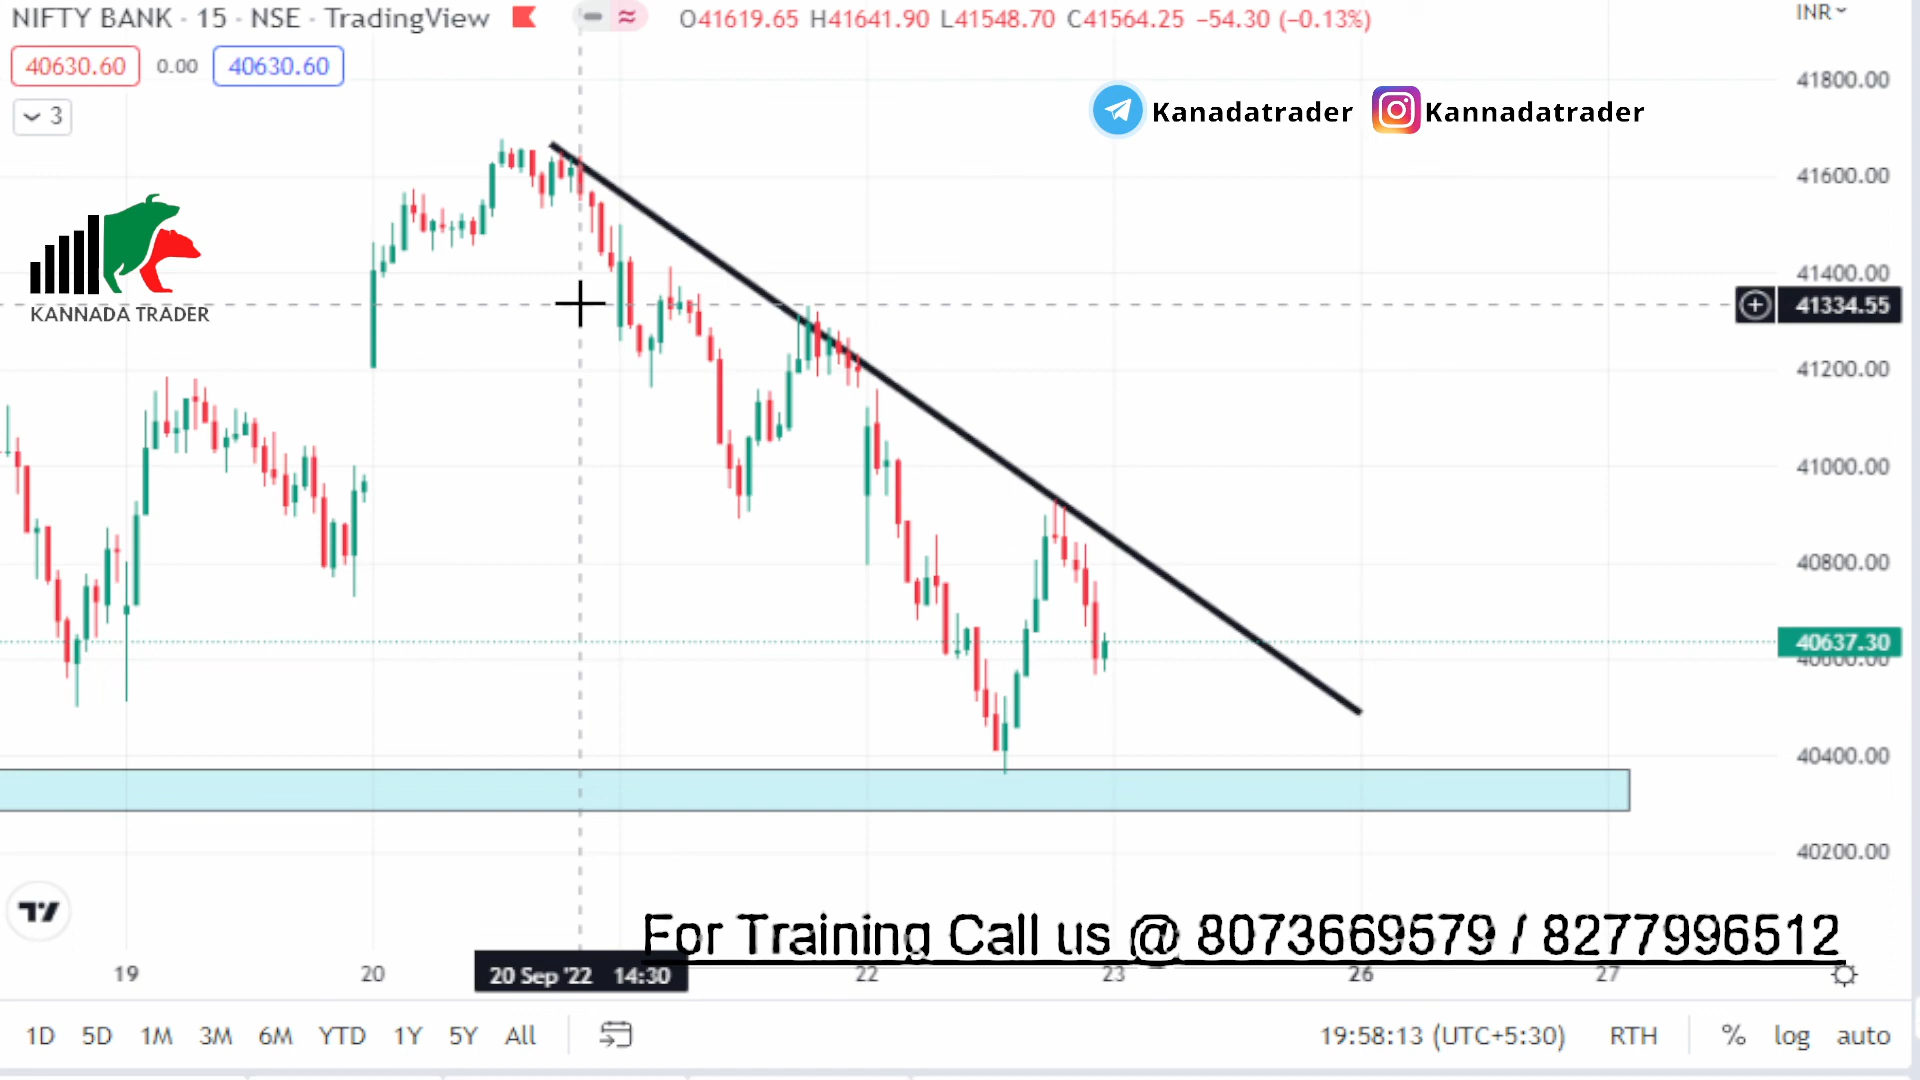 NIFTY BANK · 15 · NSE · TradingView
O41619.65 H41641.90 L41548.70 C41564.25 −54.30 (−0.13%)
INR
40630.60 0.00 40630.60
3
Kanadatrader Kannadatrader
KANNADA TRADER
41800.00
41600.00
41400.00
41334.55
41200.00
41000.00
40800.00
40637.30
40600.00
40400.00
40200.00
For Training Call us @ 8073669579 / 8277996512
19 20 20 Sep '22 14:30 22 23 26 27
1D 5D 1M 3M 6M YTD 1Y 5Y All 19:58:13 (UTC+5:30) RTH % log auto